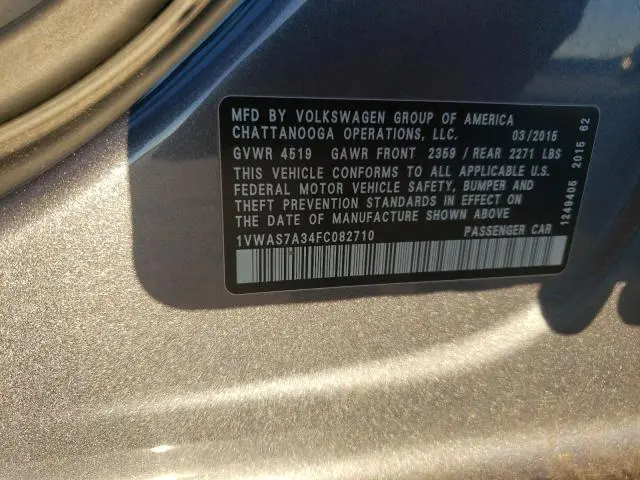 MFD BY VOLKSWAGEN GROUP OF AMERICA
CHATTANOOGA OPERATIONS, LLC. 03/2015
GVWR 4519 GAWR FRONT 2359 / REAR 2271 LBS
THIS VEHICLE CONFORMS TO ALL APPLICABLE U.S.
FEDERAL MOTOR VEHICLE SAFETY, BUMPER AND
THEFT PREVENTION STANDARDS IN EFFECT ON
THE DATE OF MANUFACTURE SHOWN ABOVE
1VWAS7A34FC082710 PASSENGER CAR
1249405 2015 62